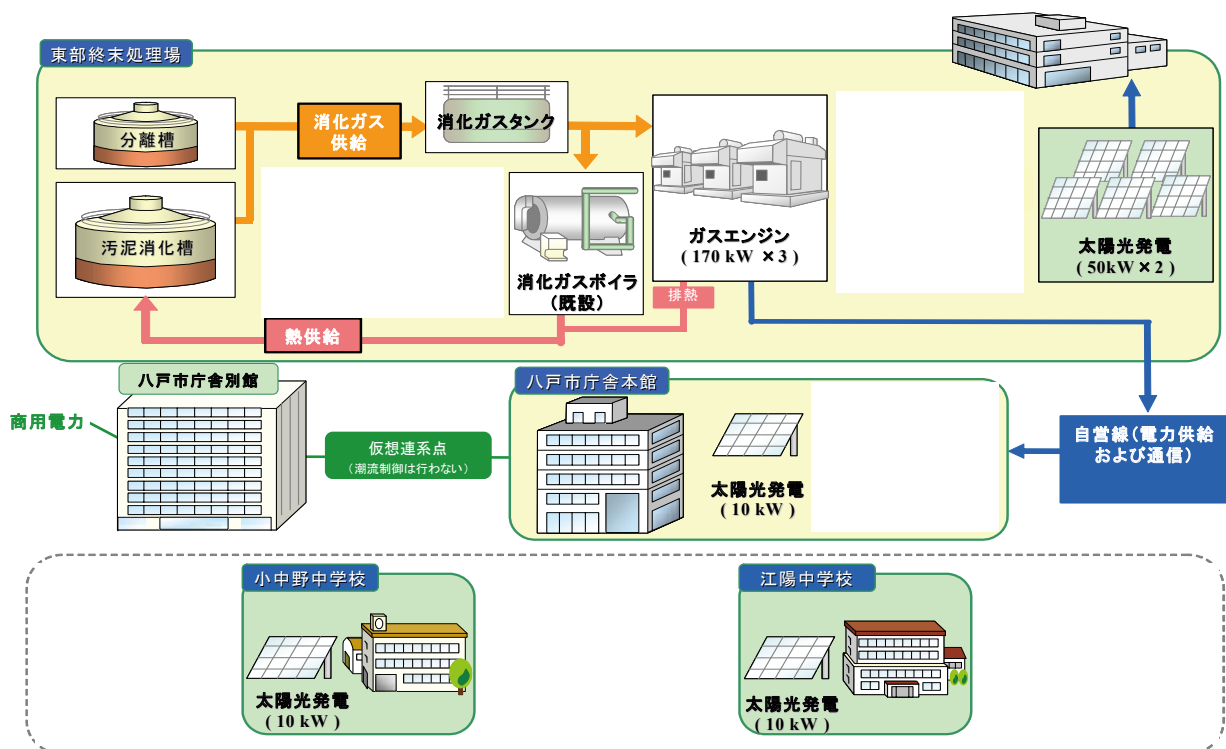 東部終末処理場
分離槽
汚泥消化槽
消化ガス
供給
消化ガスタンク
消化ガスボイラ
(既設)
ガスエンジン
( 170 kW × 3 )
排熱
熱供給
太陽光発電
( 50kW × 2 )
八戸市庁舎別館
商用電力
仮想連系点
(潮流制御は行わない)
八戸市庁舎本館
太陽光発電
( 10 kW )
自営線(電力供給
および通信)
小中野中学校
太陽光発電
( 10 kW )
江陽中学校
太陽光発電
( 10 kW )